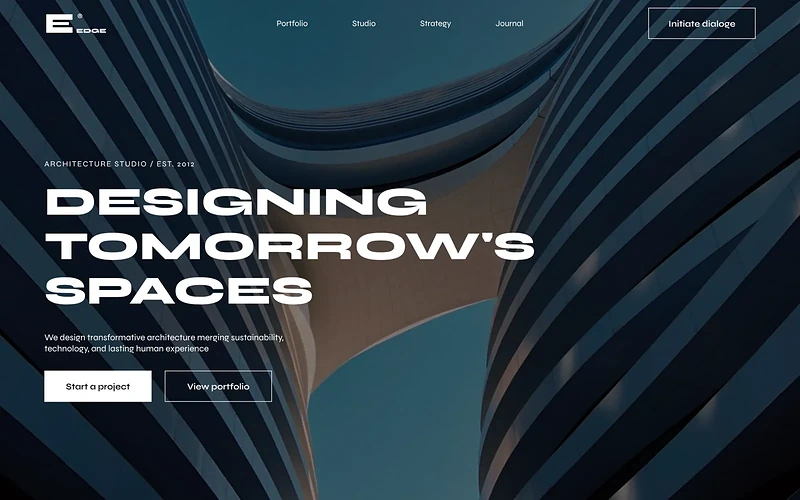 E®
EDGE
Portfolio
Studio
Strategy
Journal
Initiate dialoge
ARCHITECTURE STUDIO / EST. 2012
DESIGNING
TOMORROW'S
SPACES
We design transformative architecture merging sustainability,
technology, and lasting human experience
Start a project
View portfolio